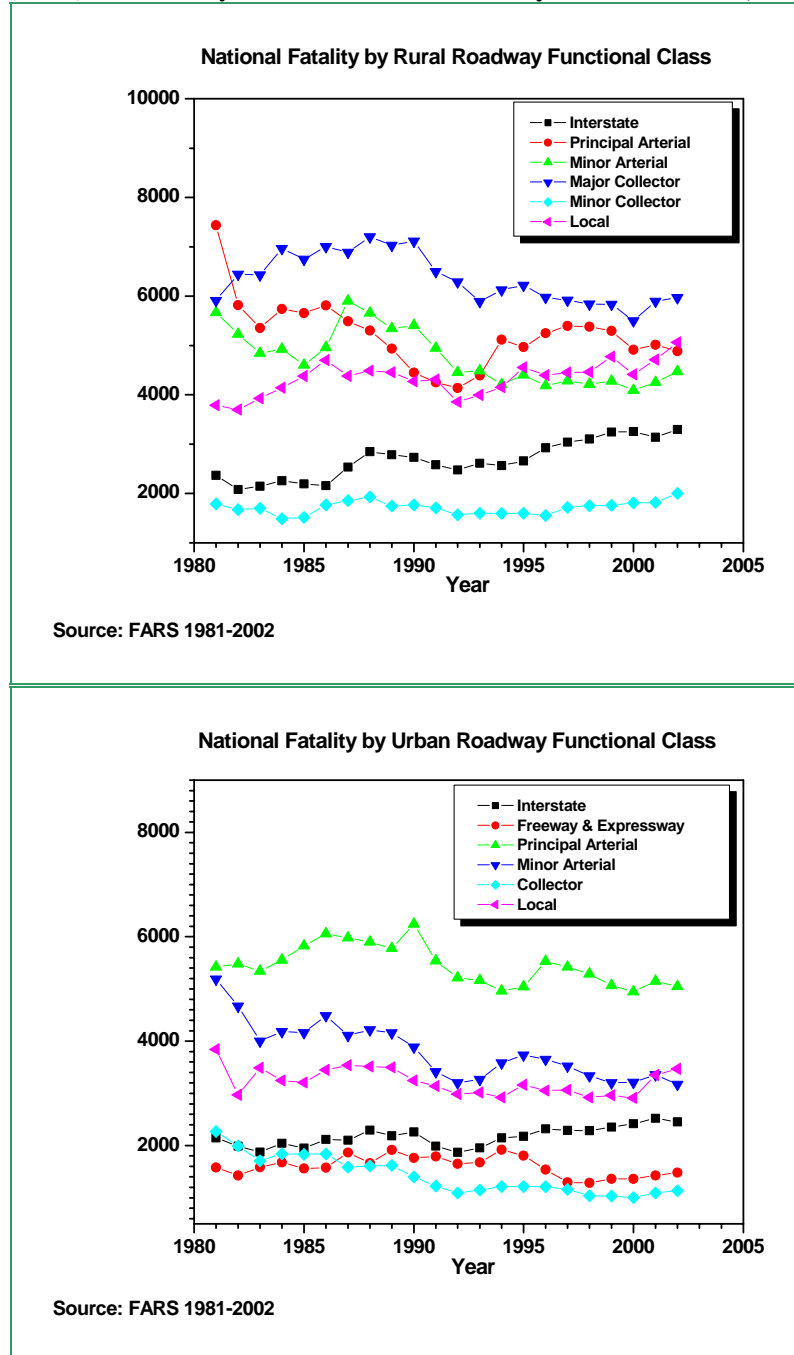 National Fatality by Rural Roadway Functional Class
10000
8000
6000
4000
2000
Interstate
Principal Arterial
Minor Arterial
Major Collector
Minor Collector
Local
1980 1985 1990 1995 2000 2005
Year
Source: FARS 1981-2002
National Fatality by Urban Roadway Functional Class
8000
6000
4000
2000
Interstate
Freeway & Expressway
Principal Arterial
Minor Arterial
Collector
Local
1980 1985 1990 1995 2000 2005
Year
Source: FARS 1981-2002